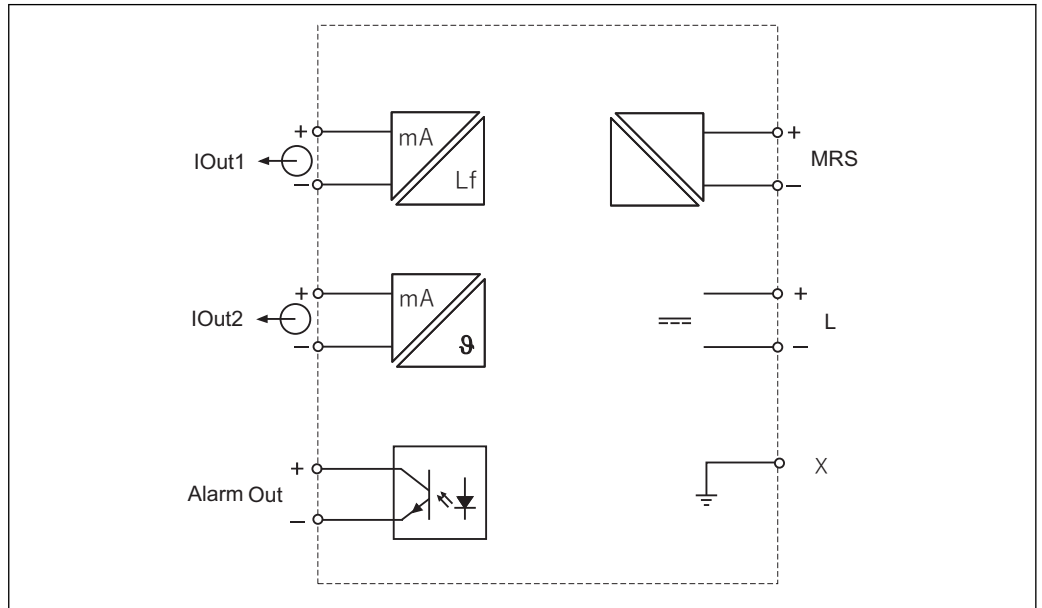 +
mA
IOut1
–
Lf
+
MRS
–
+
mA
IOut2
–
ϑ
+
L
–
+
Alarm Out
–
X